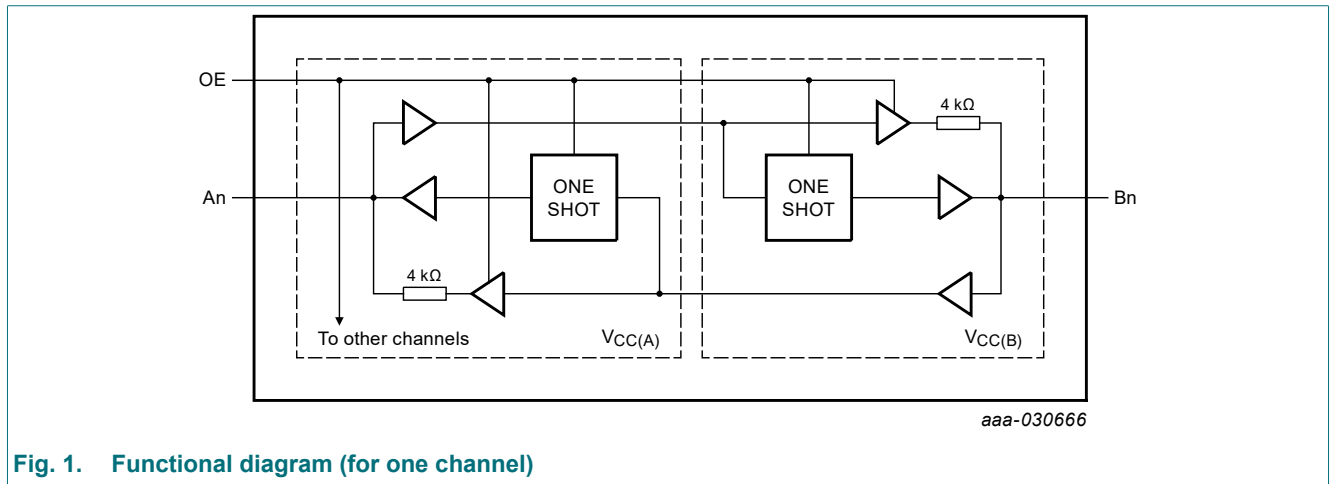 OE
4 kΩ
An
ONE
SHOT
ONE
SHOT
Bn
4 kΩ
To other channels
VCC(A)
VCC(B)
aaa-030666
Fig. 1. Functional diagram (for one channel)